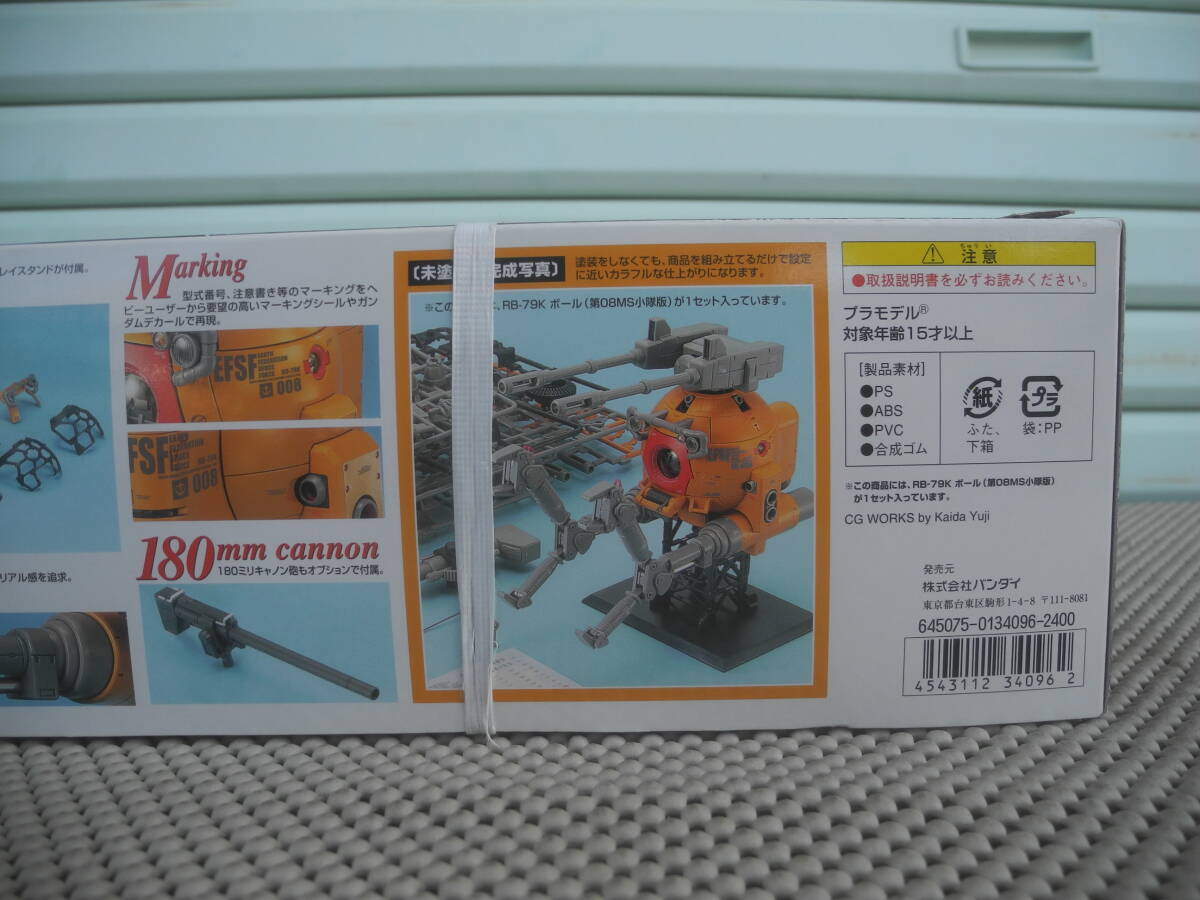 レイスタンドが付属。
リアル感を追求。
Marking
型式番号、注意書き等のマーキングをヘ
ビーユーザーから要望の高いマーキングシールやガン
ダムデカールで再現。
EFSF EARTH
FEDERATION
SPACE
FORCE RB-79K
008
FSF
008
180mm cannon
180ミリキャノン砲もオプションで付属。
(未塗 完成写真)
塗装をしなくても、商品を組み立てるだけで設定
に近いカラフルな仕上がりになります。
※この は、RB-79K ボール(第08MS小隊版)が1セット入っています。
EFSF
注意
ちゅう い
●取扱説明書を必ずお読みください。
プラモデル®
対象年齢15才以上
[製品素材]
●PS
●ABS
●PVC
●合成ゴム
紙
ふた、
下箱
プラ
袋:PP
※この商品には、RB-79K ボール(第08MS小隊版)
が1セット入っています。
CG WORKS by Kaida Yuji
発売元
株式会社バンダイ
東京都台東区駒形1-4-8 〒111-8081
645075-0134096-2400
4543112 34096 2